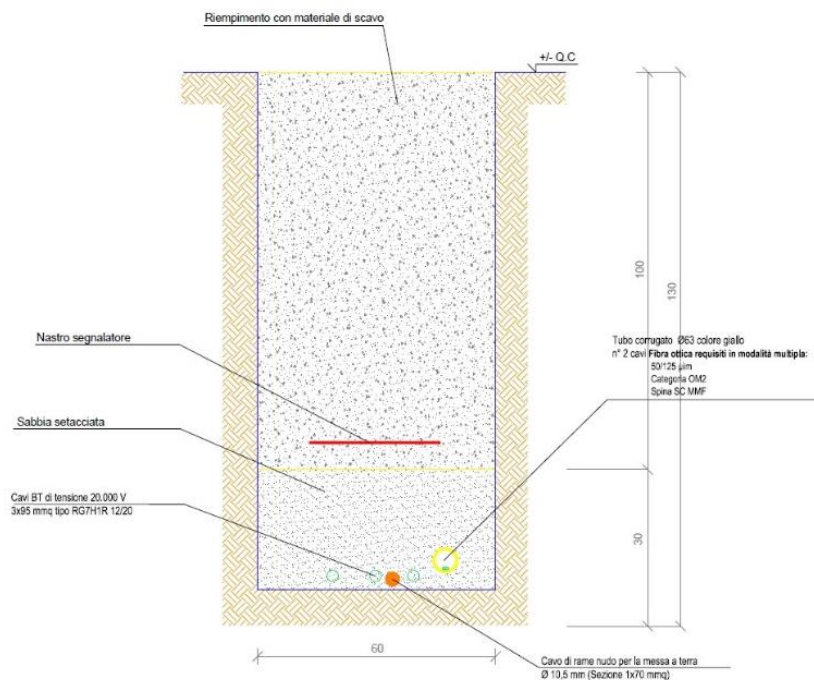 Riempimento con materiale di scavo
+/- Q.C
100
130
Nastro segnalatore
Tubo corrugato Ø63 colore giallo
n° 2 cavi Fibra ottica requisiti in modalità multipla:
50/125 µm
Categoria OM2
Spina SC MMF
Sabbia setacciata
Cavi BT di tensione 20.000 V
3x95 mmq tipo RG7H1R 12/20
30
60
Cavo di rame nudo per la messa a terra
Ø 10,5 mm (Sezione 1x70 mmq)